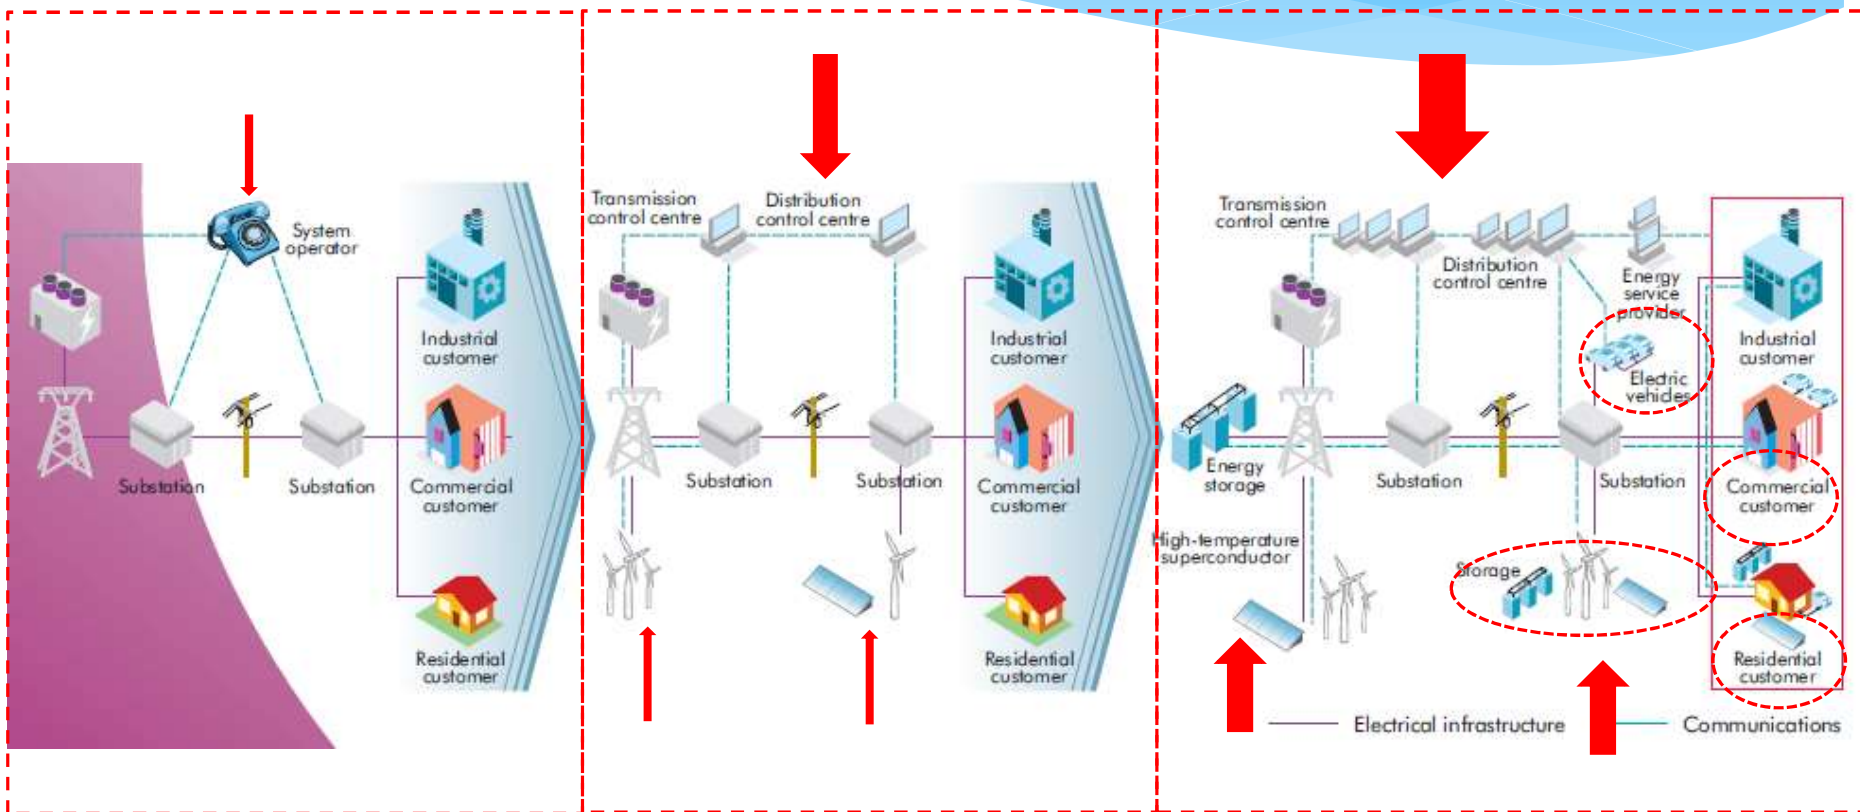 System
operator
Industrial
customer
Substation
Substation
Commercial
customer
Residential
customer
Transmission
control centre
Distribution
control centre
Industrial
customer
Substation
Substation
Commercial
customer
Residential
customer
Transmission
control centre
Distribution
control centre
Energy
service
provider
Industrial
customer
Electric
vehicles
Energy
storage
Substation
Substation
Commercial
customer
High-temperature
superconductor
Storage
Residential
customer
Electrical infrastructure
Communications